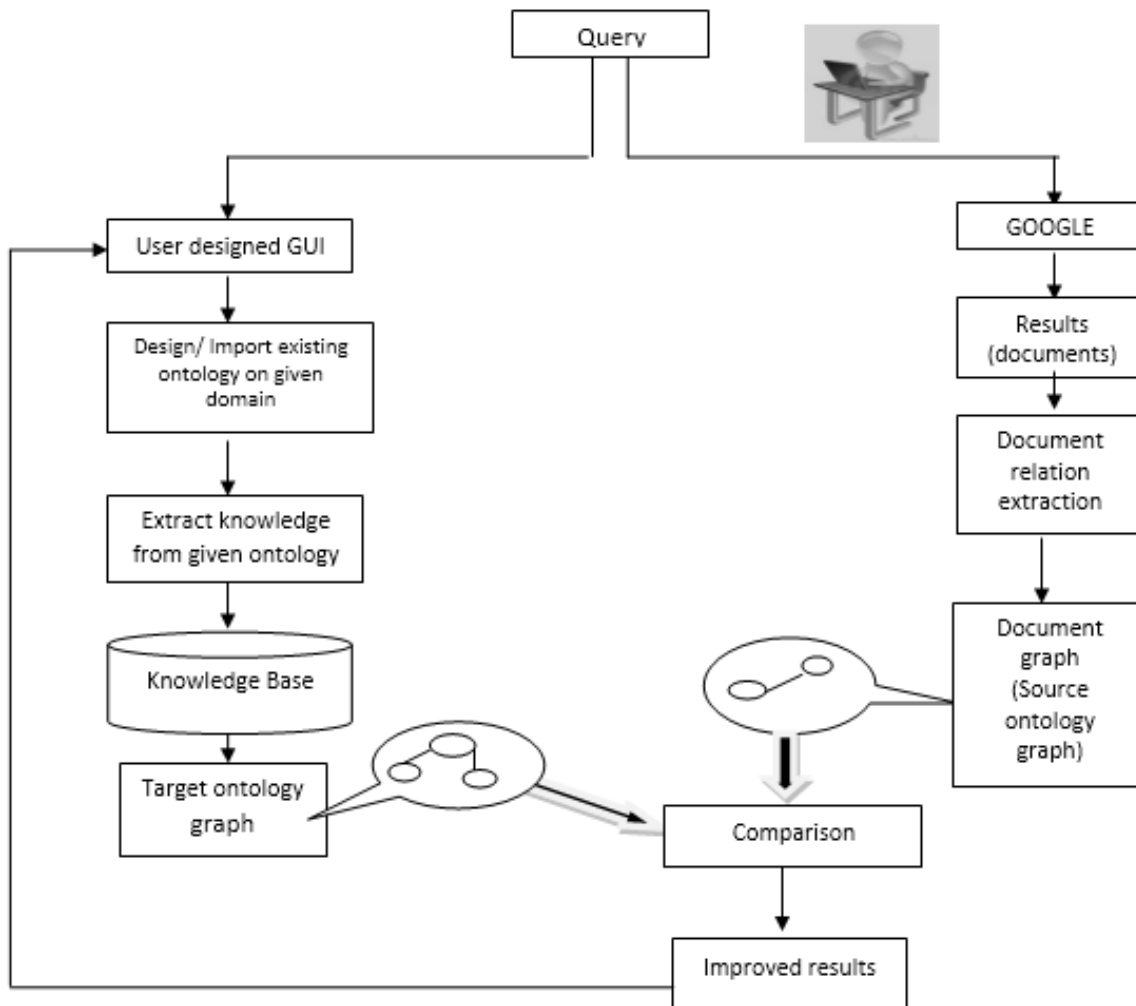 Query
User designed GUI
Design/ Import existing
ontology on given
domain
Extract knowledge
from given ontology
Knowledge Base
Target ontology
graph
GOOGLE
Results
(documents)
Document
relation
extraction
Document
graph
(Source
ontology
graph)
Comparison
Improved results